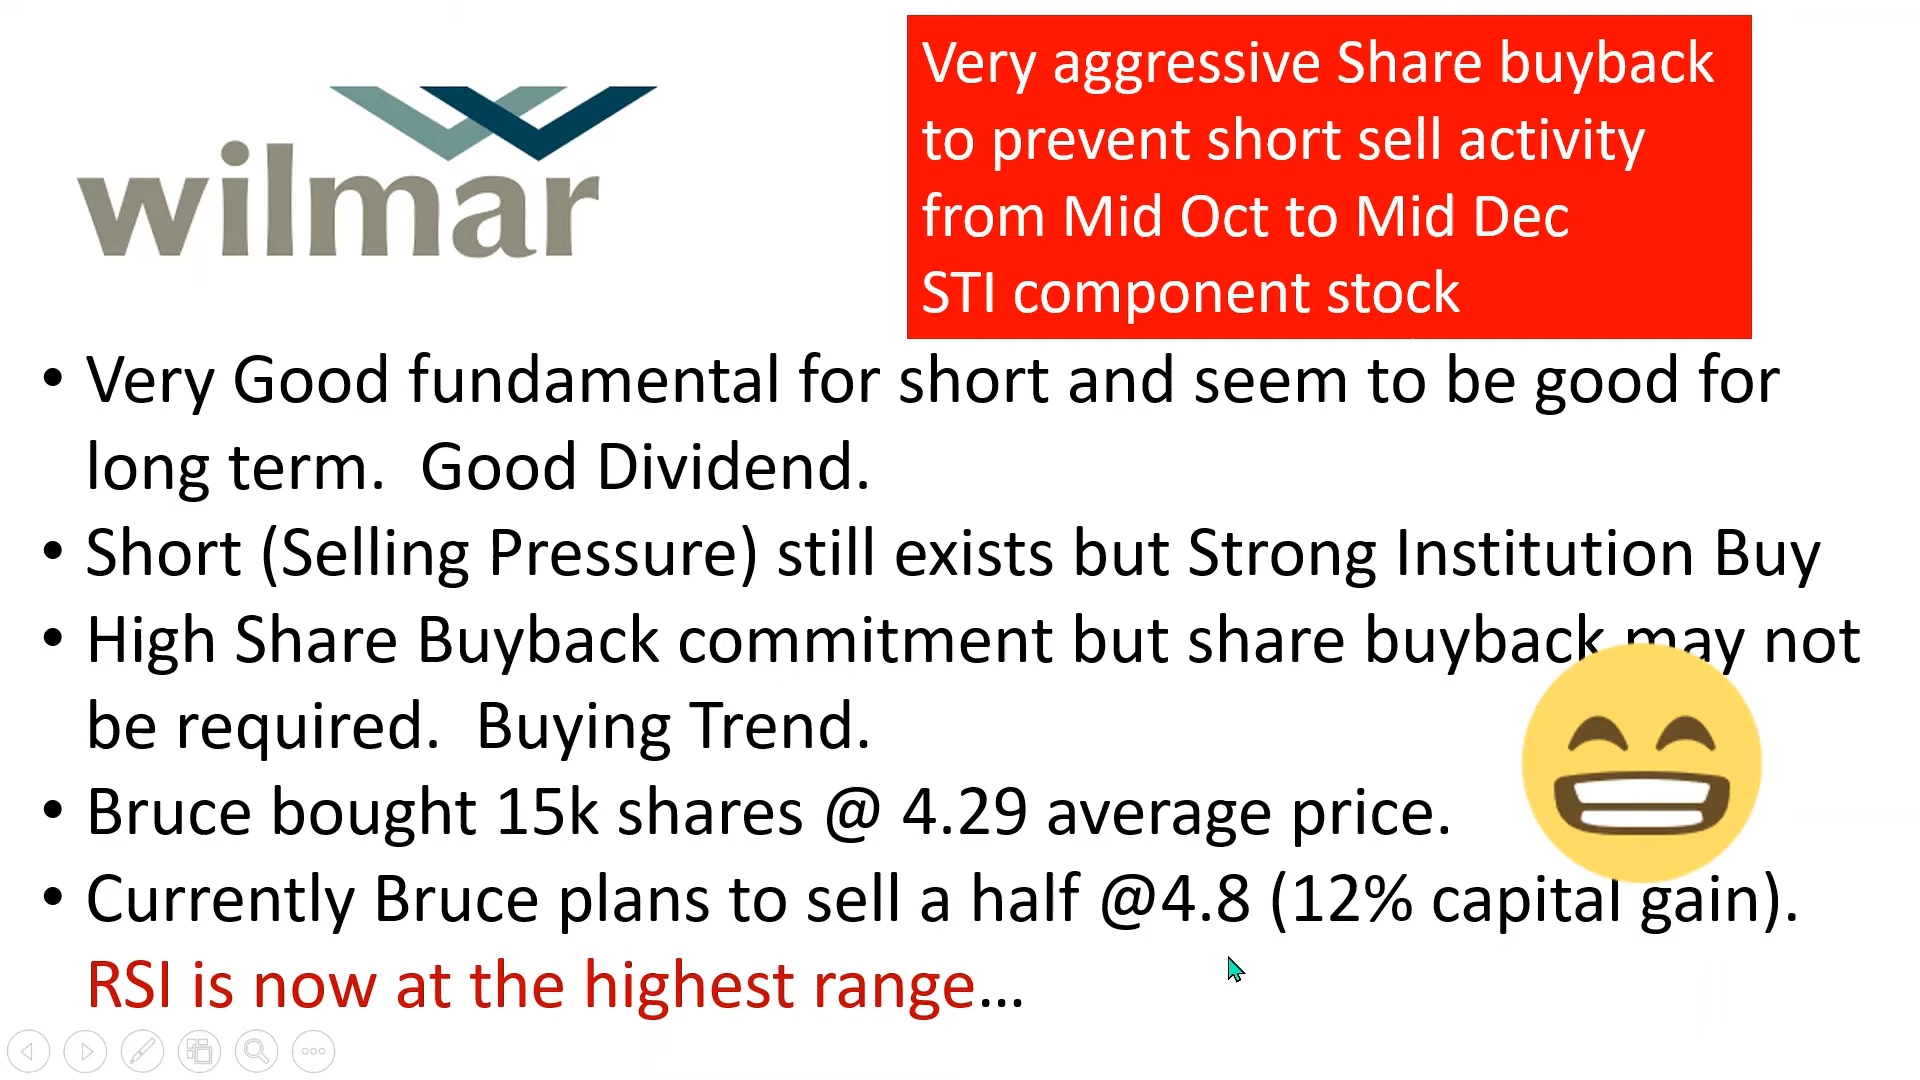 wilmar
Very aggressive Share buyback
to prevent short sell activity
from Mid Oct to Mid Dec
STI component stock
• Very Good fundamental for short and seem to be good for
long term. Good Dividend.
• Short (Selling Pressure) still exists but Strong Institution Buy
• High Share Buyback commitment but share buyback may not
be required. Buying Trend.
• Bruce bought 15k shares @ 4.29 average price.
• Currently Bruce plans to sell a half @4.8 (12% capital gain).
RSI is now at the highest range…